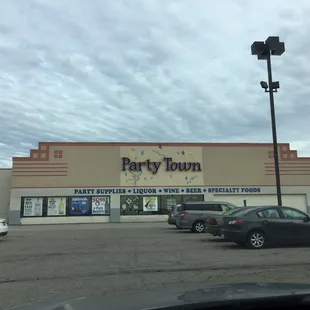 Party Town
PARTY SUPPLIES • LIQUOR • WINE • BEER • SPECIALTY FOODS